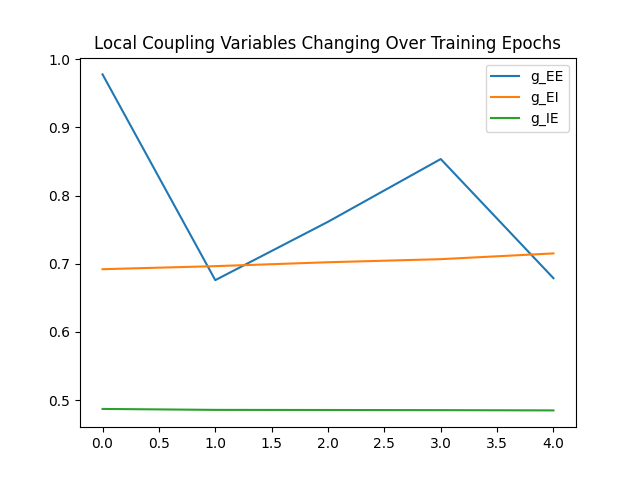 Local Coupling Variables Changing Over Training Epochs
g_EE
g_EI
g_IE
1.0
0.9
0.8
0.7
0.6
0.5
0.0 0.5 1.0 1.5 2.0 2.5 3.0 3.5 4.0